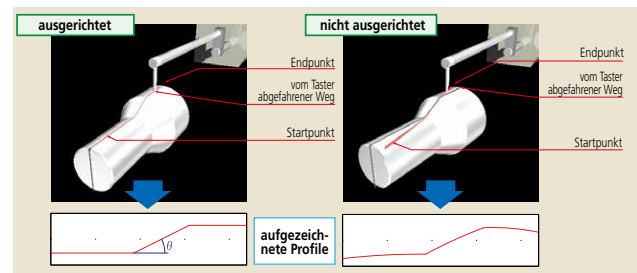 ausgerichtet
Endpunkt
vom Taster
abgefahrener Weg
Startpunkt
nicht ausgerichtet
Endpunkt
vom Taster
abgefahrener Weg
Startpunkt
θ
aufgezeich-
nete Profile